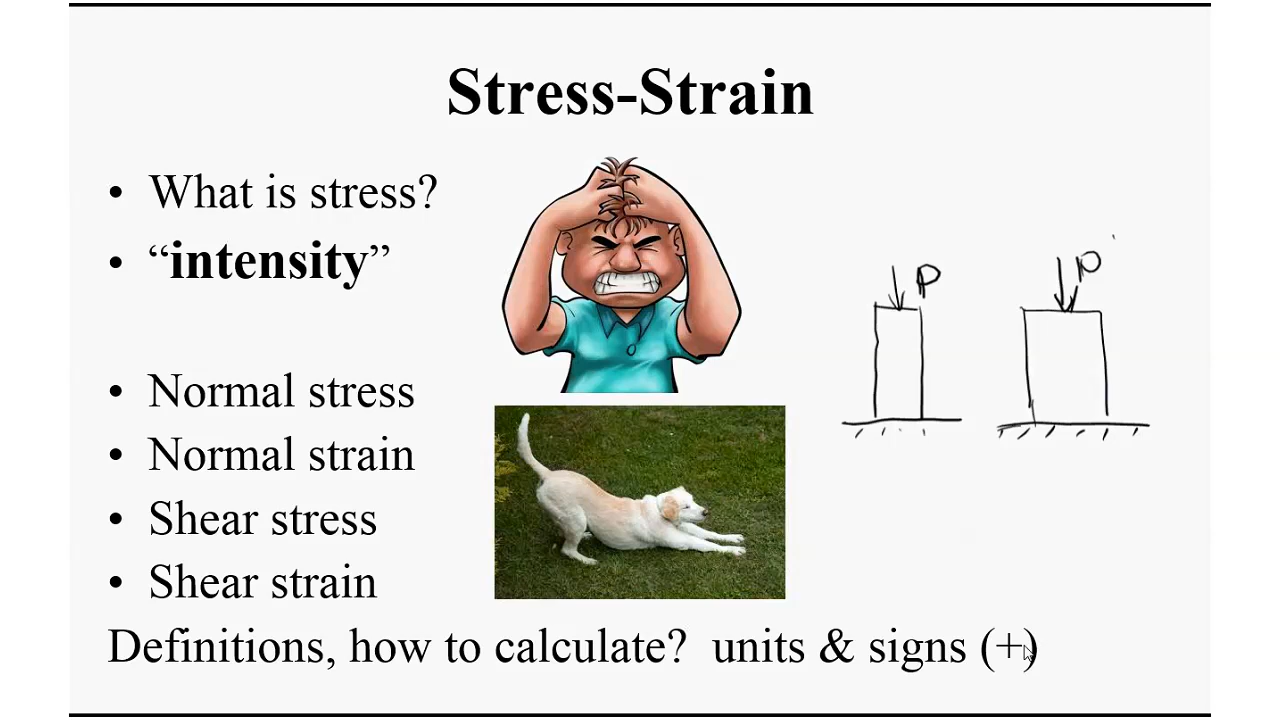 Stress-Strain
• What is stress?
• “intensity”
• Normal stress
• Normal strain
• Shear stress
• Shear strain
Definitions, how to calculate?  units & signs (+)
P
P